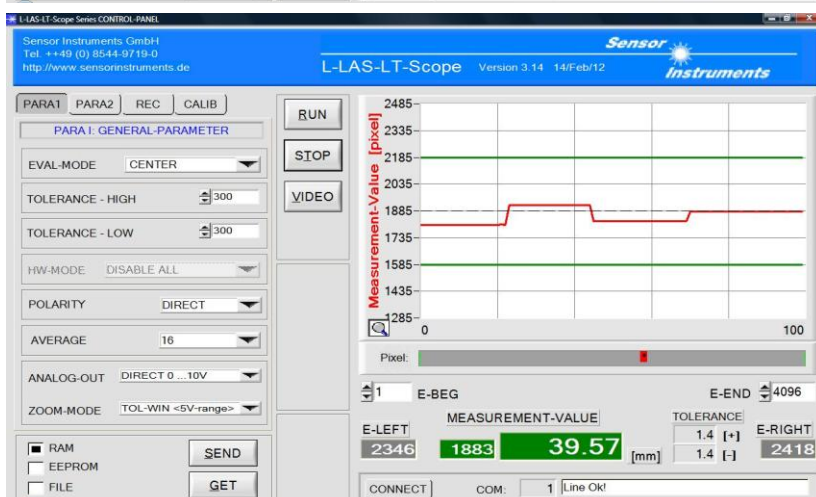 L-LAS-LT-Scope Series CONTROL-PANEL
Sensor Instruments GmbH
Tel. ++49 (0) 8544-9719-0
http://www.sensorinstruments.de
L-LAS-LT-Scope Version 3.14 14/Feb/12
Sensor
Instruments
PARA1 PARA2 REC CALIB
PARA I: GENERAL-PARAMETER
EVAL-MODE CENTER
TOLERANCE - HIGH 300
TOLERANCE - LOW 300
HW-MODE DISABLE ALL
POLARITY DIRECT
AVERAGE 16
ANALOG-OUT DIRECT 0 ...10V
ZOOM-MODE TOL-WIN <5V-range>
RAM
EEPROM
FILE
SEND
GET
RUN
STOP
VIDEO
Measurement-Value [pixel]
2485
2335
2185
2035
1885
1735
1585
1435
1285
0 100
Pixel:
1 E-BEG E-END 4096
E-LEFT MEASUREMENT-VALUE TOLERANCE E-RIGHT
2346 1883 39.57 [mm] 1.4 [+] 2418
1.4 [-]
CONNECT COM: 1 Line Ok!